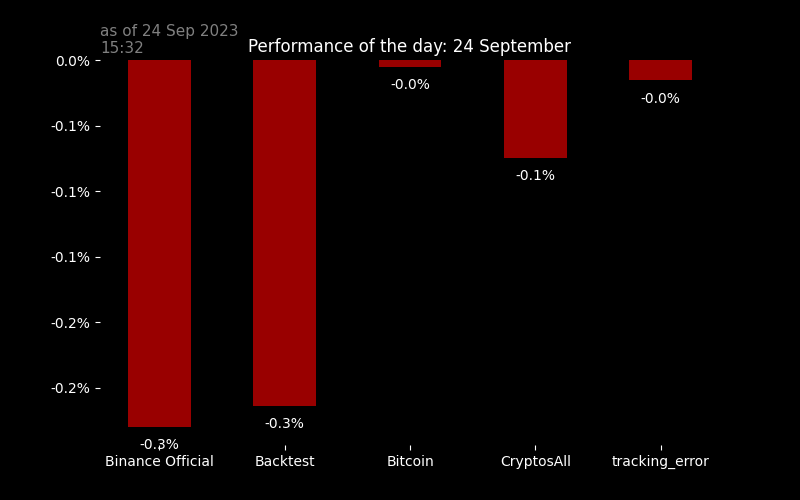 as of 24 Sep 2023
15:32
Performance of the day: 24 September
0.0%
-0.1%
-0.1%
-0.1%
-0.2%
-0.2%
-0.3%
-0.3%
-0.0%
-0.1%
-0.0%
Binance Official
Backtest
Bitcoin
CryptosAll
tracking_error